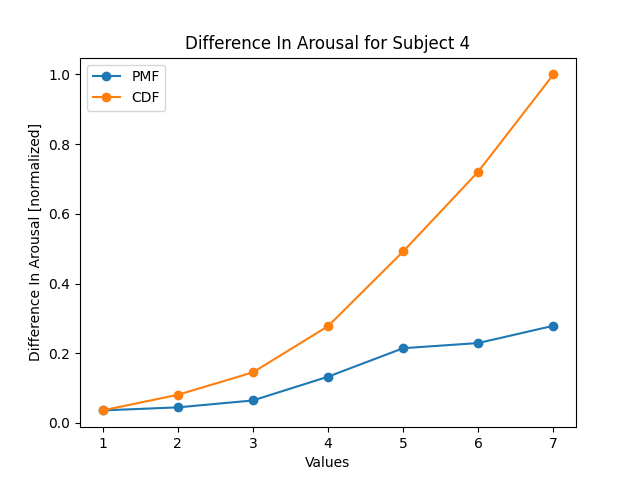 Difference In Arousal for Subject 4
PMF
CDF
Difference In Arousal [normalized]
1.0
0.8
0.6
0.4
0.2
0.0
1 2 3 4 5 6 7
Values